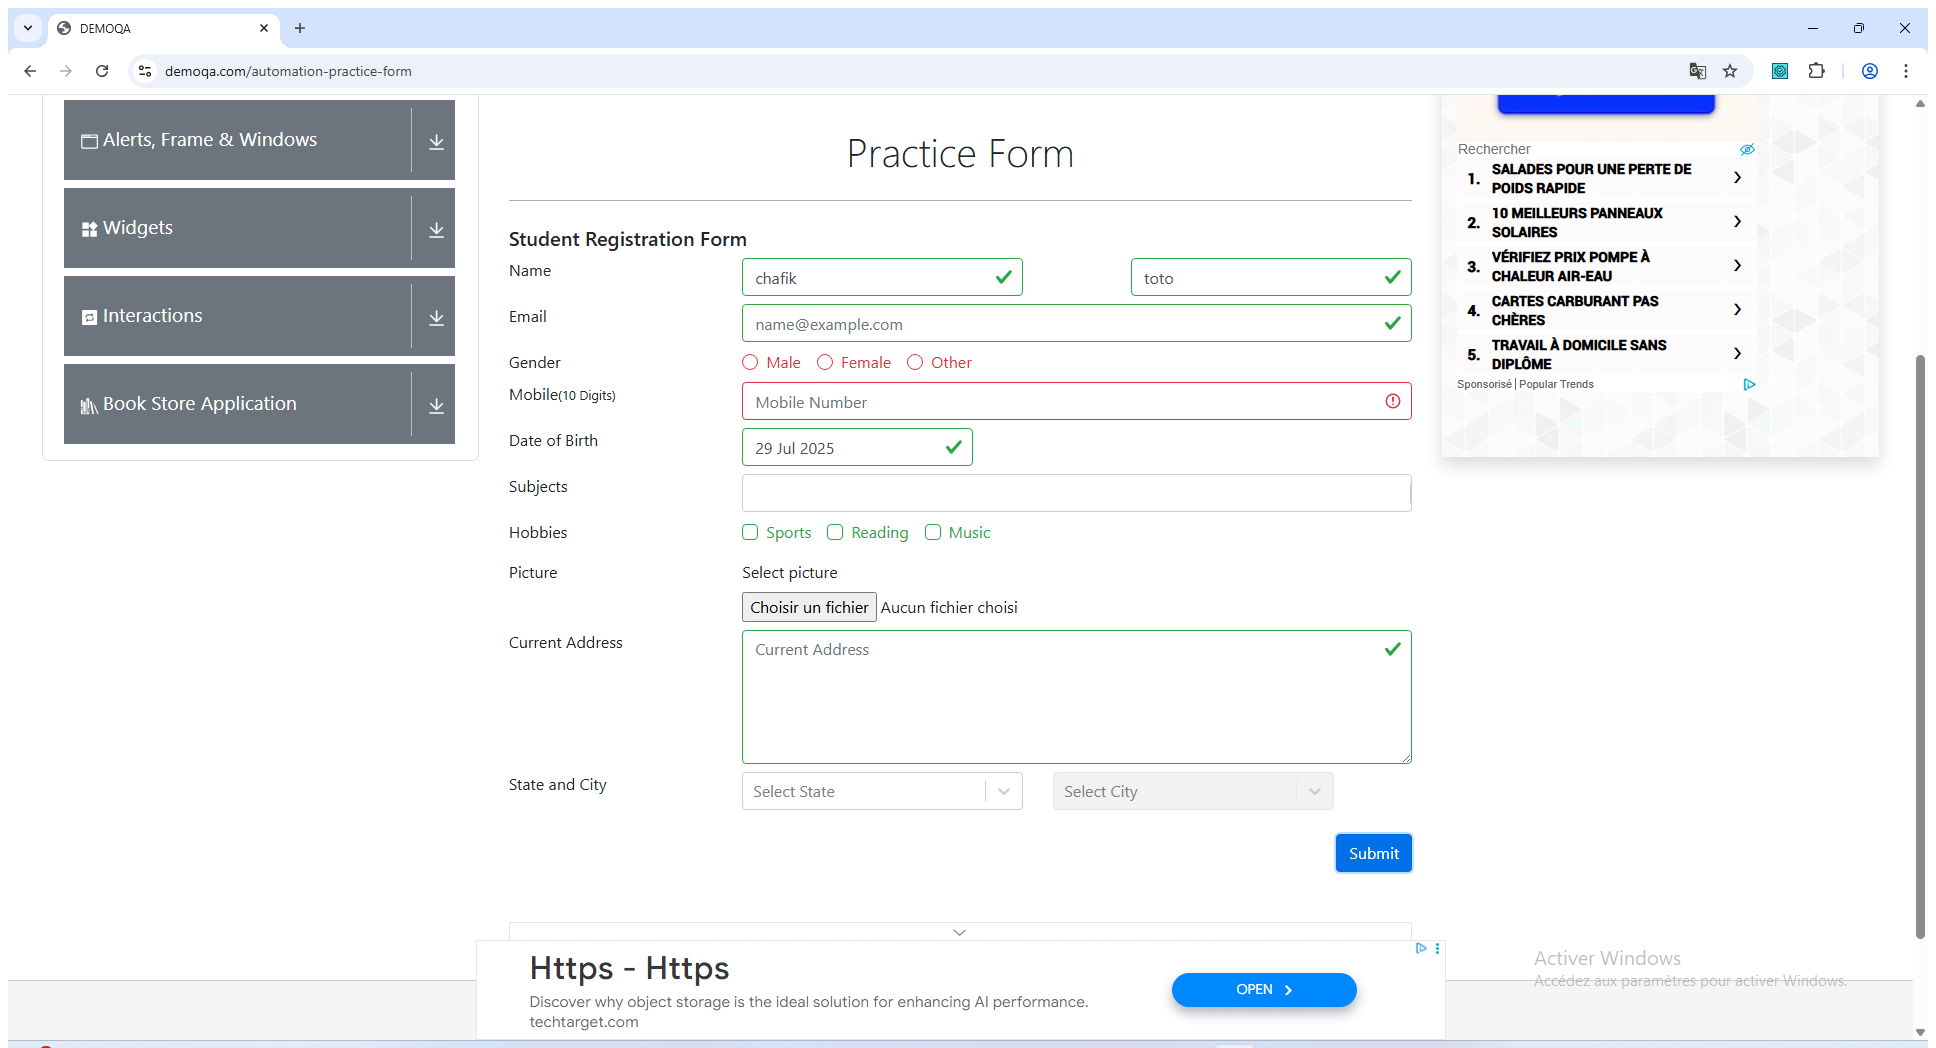 DEMOQA
demoqa.com/automation-practice-form
Alerts, Frame & Windows
Widgets
Interactions
Book Store Application
Practice Form
Student Registration Form
Name
chafik
toto
Email
name@example.com
Gender
Male
Female
Other
Mobile(10 Digits)
Mobile Number
Date of Birth
29 Jul 2025
Subjects
Hobbies
Sports
Reading
Music
Picture
Select picture
Choisir un fichier Aucun fichier choisi
Current Address
Current Address
State and City
Select State
Select City
Submit
Rechercher
1. SALADES POUR UNE PERTE DE
POIDS RAPIDE
2. 10 MEILLEURS PANNEAUX
SOLAIRES
3. VÉRIFIEZ PRIX POMPE À
CHALEUR AIR-EAU
4. CARTES CARBURANT PAS
CHÈRES
5. TRAVAIL À DOMICILE SANS
DIPLÔME
Sponsorisé | Popular Trends
Https - Https
Discover why object storage is the ideal solution for enhancing AI performance.
techtarget.com
OPEN
Activer Windows
Accédez aux paramètres pour activer Windows.